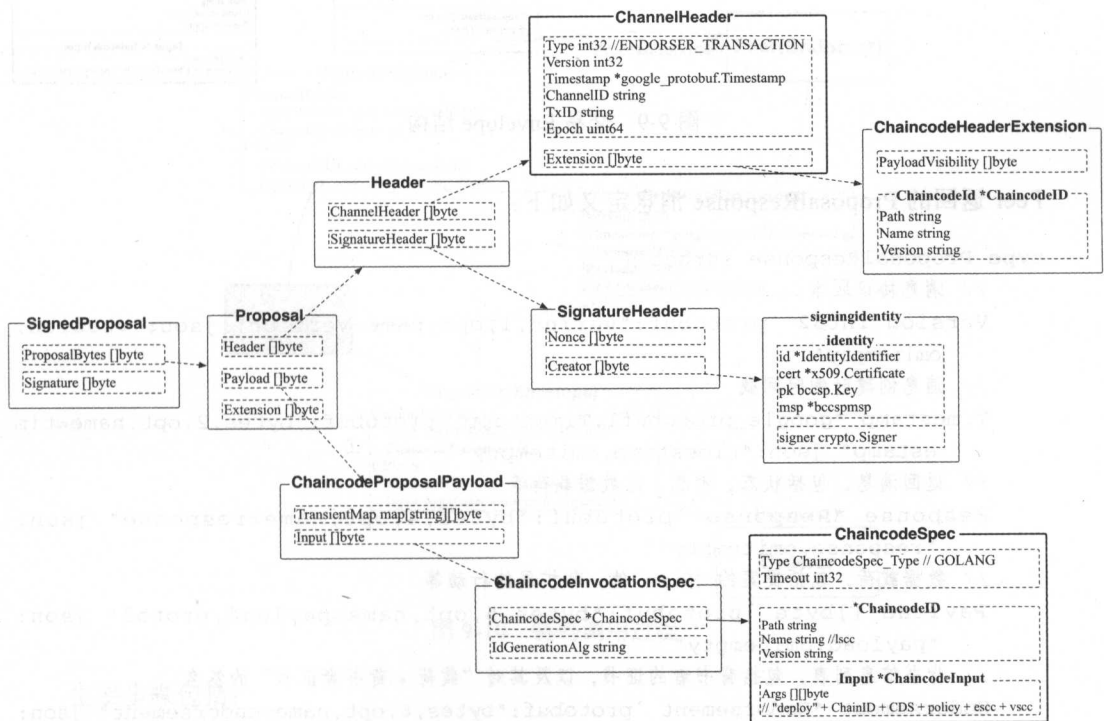 ChannelHeader
Type int32 //ENDORSER_TRANSACTION
Version int32
Timestamp *google_protobuf.Timestamp
ChannelID string
TxID string
Epoch uint64
Extension []byte
ChaincodeHeaderExtension
PayloadVisibility []byte
ChaincodeId *ChaincodeID
Path string
Name string
Version string
Header
ChannelHeader []byte
SignatureHeader []byte
SignedProposal
ProposalBytes []byte
Signature []byte
Proposal
Header []byte
Payload []byte
Extension []byte
SignatureHeader
Nonce []byte
Creator []byte
signingidentity
identity
id *IdentityIdentifier
cert *x509.Certificate
pk bccsp.Key
msp *bccspmsp
signer crypto.Signer
ChaincodeProposalPayload
TransientMap map[string][]byte
Input []byte
ChaincodeInvocationSpec
ChaincodeSpec *ChaincodeSpec
IdGenerationAlg string
ChaincodeSpec
Type ChaincodeSpec_Type // GOLANG
Timeout int32
*ChaincodeID
Path string
Name string //lscc
Version string
Input *ChaincodeInput
Args [][]byte
// "deploy" + ChainID + CDS + policy + escc + vscc